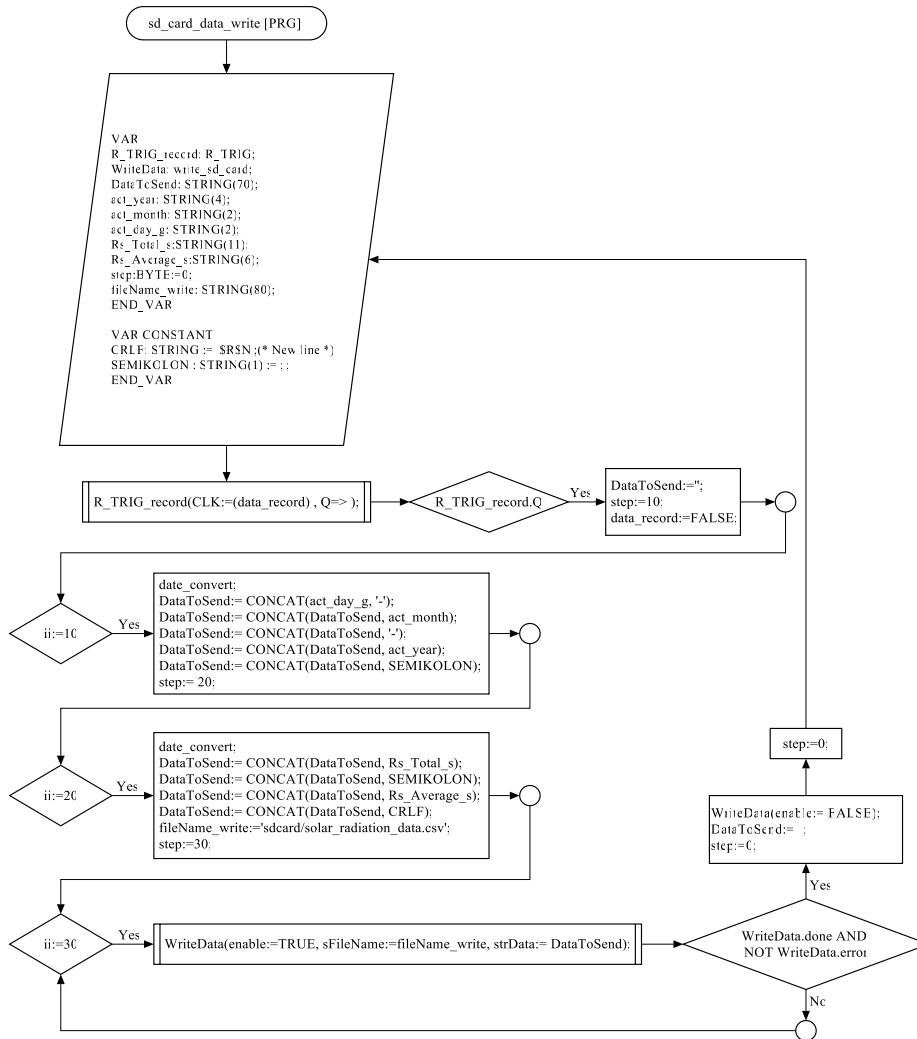 sd_card_data_write [PRG]
VAR
R_TRIG_record: R_TRIG;
WriteData: write_sd_card;
DataToSend: STRING(70);
act_year: STRING(4);
act_month: STRING(2);
act_day_g: STRING(2);
Rs_Total_s:STRING(11);
Rs_Average_s:STRING(6);
step:BYTE:=0;
fileName_write: STRING(80);
END_VAR
VAR CONSTANT
CRLF: STRING := $R$N ;(* New line *)
SEMIKOLON : STRING(1) := ; ;
END_VAR
R_TRIG_record(CLK:=(data_record) , Q=> );
R_TRIG_record.Q
Yes
DataToSend:='';
step:=10;
data_record:=FALSE;
ii:=10
Yes
date_convert;
DataToSend:= CONCAT(act_day_g, '-');
DataToSend:= CONCAT(DataToSend, act_month);
DataToSend:= CONCAT(DataToSend, '-');
DataToSend:= CONCAT(DataToSend, act_year);
DataToSend:= CONCAT(DataToSend, SEMIKOLON);
step:= 20;
ii:=20
Yes
date_convert;
DataToSend:= CONCAT(DataToSend, Rs_Total_s);
DataToSend:= CONCAT(DataToSend, SEMIKOLON);
DataToSend:= CONCAT(DataToSend, Rs_Average_s);
DataToSend:= CONCAT(DataToSend, CRLF);
fileName_write:='sdcard/solar_radiation_data.csv';
step:=30;
step:=0;
WriteData(enable:= FALSE);
DataToSend:= ;
step:=0;
Yes
ii:=30
Yes
WriteData(enable:=TRUE, sFileName:=fileName_write, strData:= DataToSend);
WriteData.done AND
NOT WriteData.error
No